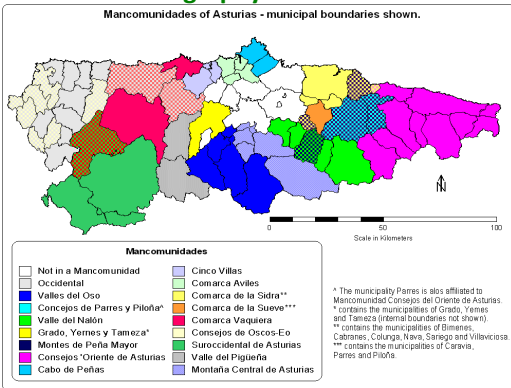 Mancomunidades of Asturias - municipal boundaries shown.
N
0 50 100
Scale in Kilometers
Mancomunidades
Not in a Mancomunidad
Occidental
Valles del Oso
Concejos de Parres y Piloña^
Valle del Nalón
Grado, Yernes y Tameza*
Montes de Peña Mayor
Consejos *Oriente de Asturias
Cabo de Peñas
Cinco Villas
Comarca Aviles
Comarca de la Sidra**
Comarca de la Sueve***
Comarca Vaquiera
Consejos de Oscos-Eo
Suroccidental de Asturias
Valle del Pigüeña
Montaña Central de Asturias
^ The municipality Parres is alos affiliated to
Mancomunidad Consejos del Oriente de Asturias.
* contains the municipalities of Grado, Yernes
and Tameza (internal boundaries not shown).
** contains the municipalities of Bimenes,
Cabranes, Colunga, Nava, Sariego and Villaviciosa.
*** contains the municipalities of Caravia,
Parres and Piloña.